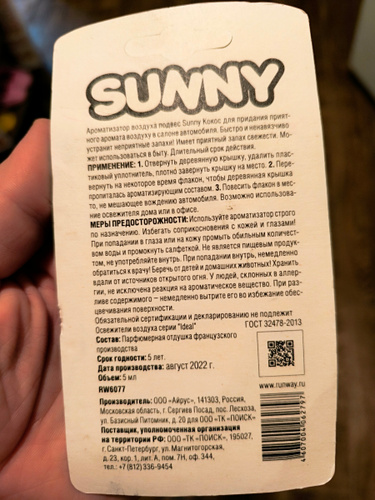 SUNNY
Ароматизатор воздуха подвес Sunny Кокос для придания прият-
ного аромата воздуху в салоне автомобиля. Быстро и ненавязчиво
устранит неприятные запахи! Имеет приятный запах свежести. Мо-
жет использоваться в быту. Длительный срок действия.
ПРИМЕНЕНИЕ: 1. Отвернуть деревянную крышку, удалить плас-
тиковый уплотнитель, плотно завернуть крышку на место. 2. Пере-
вернуть на некоторое время флакон, чтобы деревянная крышка
пропиталась ароматизирующим составом. 3. Повесить флакон в мес-
то, не мешающее вождению автомобиля. Возможно использова-
ние освежителя дома или в офисе.
МЕРЫ ПРЕДОСТОРОЖНОСТИ: Используйте ароматизатор строго
по назначению. Избегать соприкосновения с кожей и глазами!
При попадании в глаза или на кожу промыть обильным количест-
вом воды и промокнуть салфеткой. Не является пищевым продук-
том, не употребляйте внутрь. При попадании внутрь, немедленно
обратиться к врачу! Беречь от детей и домашних животных! Хранить
вдали от источников открытого огня. У людей, склонных к аллер-
гии, не исключена реакция на ароматическое вещество. При раз-
ливе содержимого – немедленно вытрите его во избежание обес-
цвечивания поверхности.
Обязательной сертификации и декларированию не подлежит
Освежители воздуха серии "Ideal"
ГОСТ 32478-2013
Состав: Парфюмерная отдушка французского
производства
Срок годности: 5 лет.
Дата производства: август 2022 г.
Объем: 5 мл
RW6077
www.runway.ru
Производитель: ООО «Айрус», 141303, Россия,
Московская область, г. Сергиев Посад, пос. Лесхоза,
ул. Базисный Питомник, д. 20 для ООО «ТК «ПОИСК»
Поставщик, уполномоченная организация
на территории РФ: ООО «ТК «ПОИСК», 195027,
г. Санкт-Петербург, ул. Магнитогорская,
д. 23, кор. 1, лит. А, пом. 7Н, оф. 344,
тел.: +7 (812) 336-9454